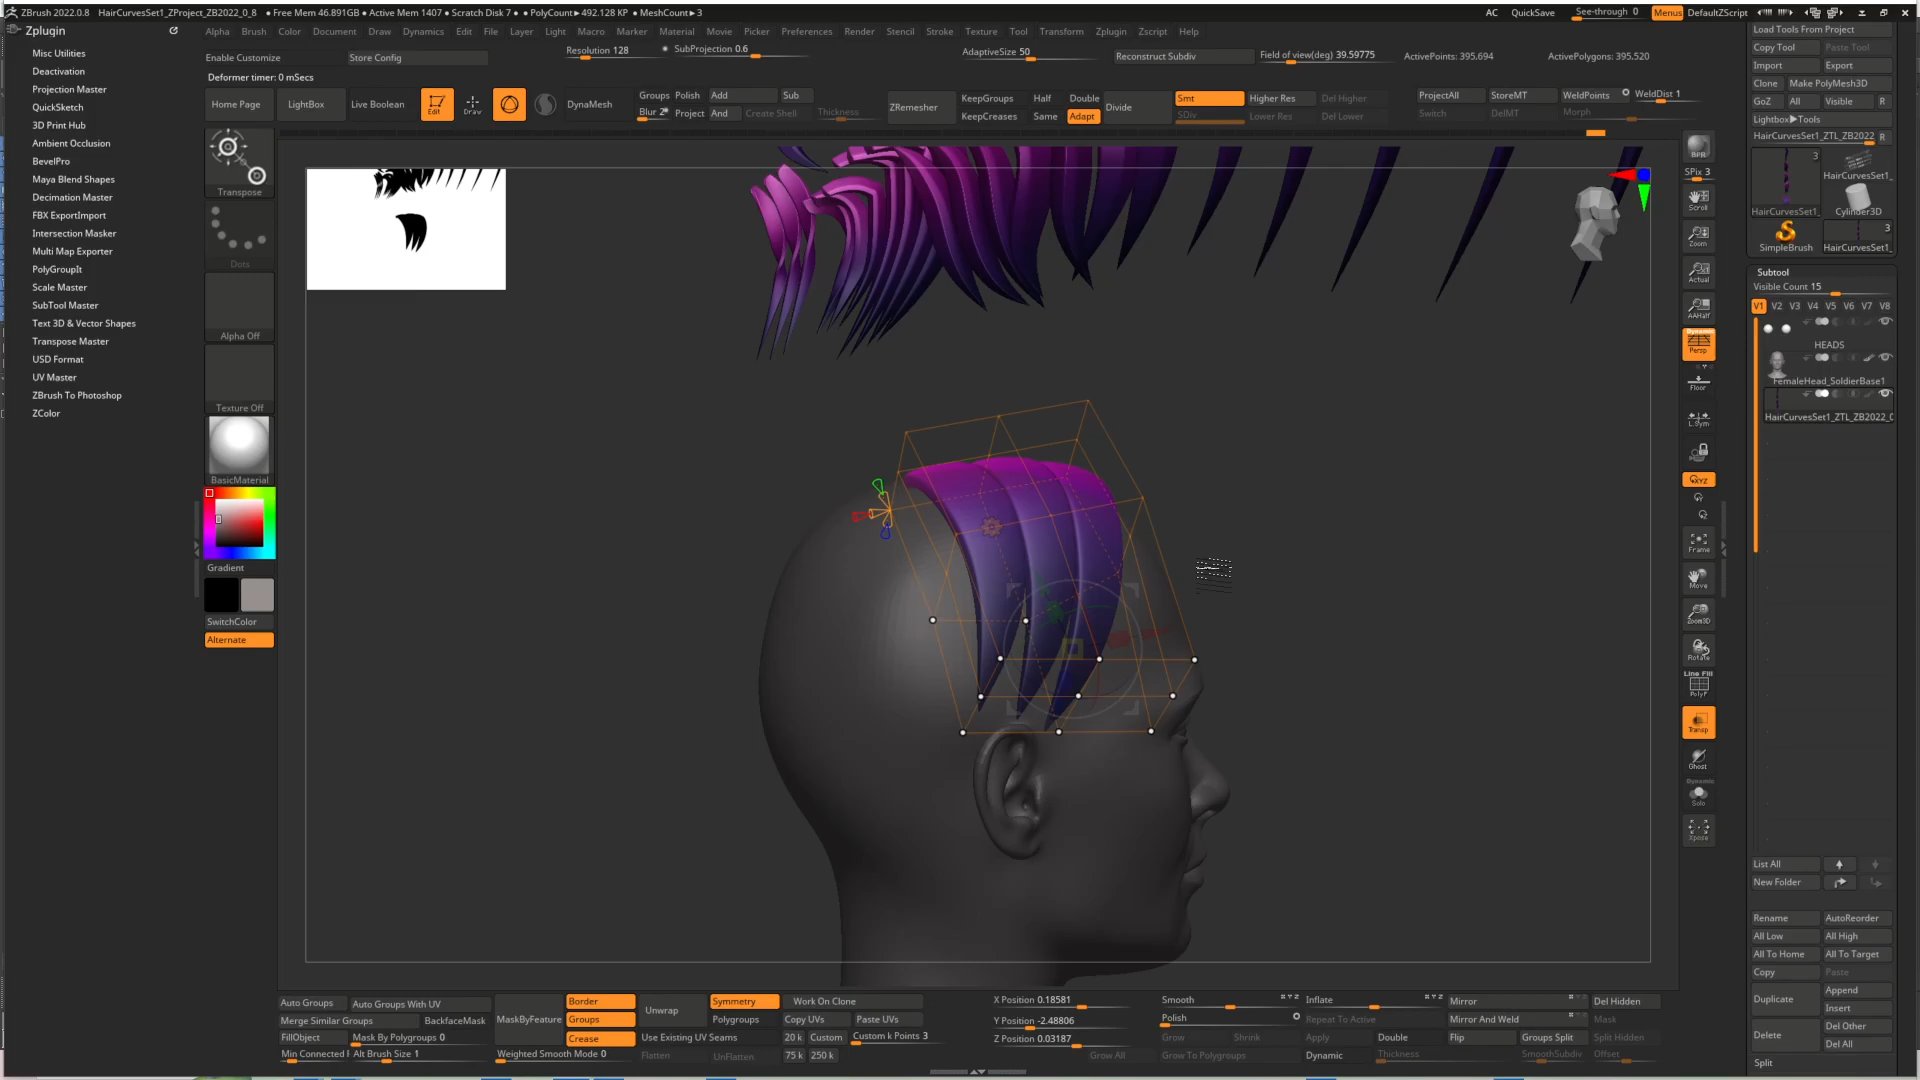 ZBrush 2022.0.8 HairCurvesSet1_ZProject_ZB2022_0_8 • Free Mem 46.891GB • Active Mem 1407 • Scratch Disk 7 • • PolyCount▸ 492.128 KP • MeshCount▸ 3 AC QuickSave See-through 0 Menus DefaultZScript
Zplugin
Alpha Brush Color Document Draw Dynamics Edit File Layer Light Macro Marker Material Movie Picker Preferences Render Stencil Stroke Texture Tool Transform Zplugin Zscript Help
Misc Utilities
Deactivation
Projection Master
QuickSketch
3D Print Hub
Ambient Occlusion
BevelPro
Maya Blend Shapes
Decimation Master
FBX ExportImport
Intersection Masker
Multi Map Exporter
PolyGroupIt
Scale Master
SubTool Master
Text 3D & Vector Shapes
Transpose Master
USD Format
UV Master
ZBrush To Photoshop
ZColor
Enable Customize Store Config Resolution 128 SubProjection 0.6 AdaptiveSize 50 Reconstruct Subdiv Field of view(deg) 39.59775 ActivePoints: 395.694 ActivePolygons: 395.520
Deformer timer: 0 mSecs
Home Page LightBox Live Boolean Edit Draw DynaMesh
Groups Polish Add Sub
Blur 2 Project And Create Shell Thickness
ZRemesher KeepGroups Half Double
KeepCreases Same Adapt
Divide Smt Higher Res Del Higher
SDiv Lower Res Del Lower
ProjectAll StoreMT WeldPoints WeldDist 1
Switch DelMT Morph
Transpose
Dots
Alpha Off
Texture Off
BasicMaterial
Gradient
SwitchColor
Alternate
BPR
SPix 3
Scroll
Zoom
Actual
AAHalf
Dynamic
Persp
Floor
L.Sym
XYZ
Frame
Move
Zoom3D
Rotate
Line Fill
PolyF
Transp
Ghost
Dynamic
Solo
Xpose
Load Tools From Project
Copy Tool Paste Tool
Import Export
Clone Make PolyMesh3D
GoZ All Visible R
Lightbox▶Tools
HairCurvesSet1_ZTL_ZB2022 R
3
HairCurvesSet1_
HairCurvesSet1_ Cylinder3D
3
SimpleBrush HairCurvesSet1_
Subtool
Visible Count 15
V1 V2 V3 V4 V5 V6 V7 V8
HEADS
FemaleHead_SoldierBase1
HairCurvesSet1_ZTL_ZB2022_0
List All
New Folder
Rename AutoReorder
All Low All High
All To Home All To Target
Copy Paste
Duplicate Append
Insert
Delete Del Other
Del All
Split
Auto Groups Auto Groups With UV
Merge Similar Groups BackfaceMask
FillObject Mask By Polygroups 0
Alt Brush Size 1
MaskByFeature Border
Groups
Crease
Weighted Smooth Mode 0
Unwrap Symmetry Work On Clone
Polygroups Copy UVs Paste UVs
Use Existing UV Seams 20 k Custom Custom k Points 3
Flatten UnFlatten 75 k 250 k
X Position 0.18581
Y Position -2.48806
Z Position 0.03187
Smooth Inflate Mirror Del Hidden
Polish Repeat To Active Mirror And Weld Mask
Grow Shrink Apply Double Flip Groups Split Split Hidden
Grow All Grow To Polygroups Dynamic Thickness SmoothSubdiv Offset